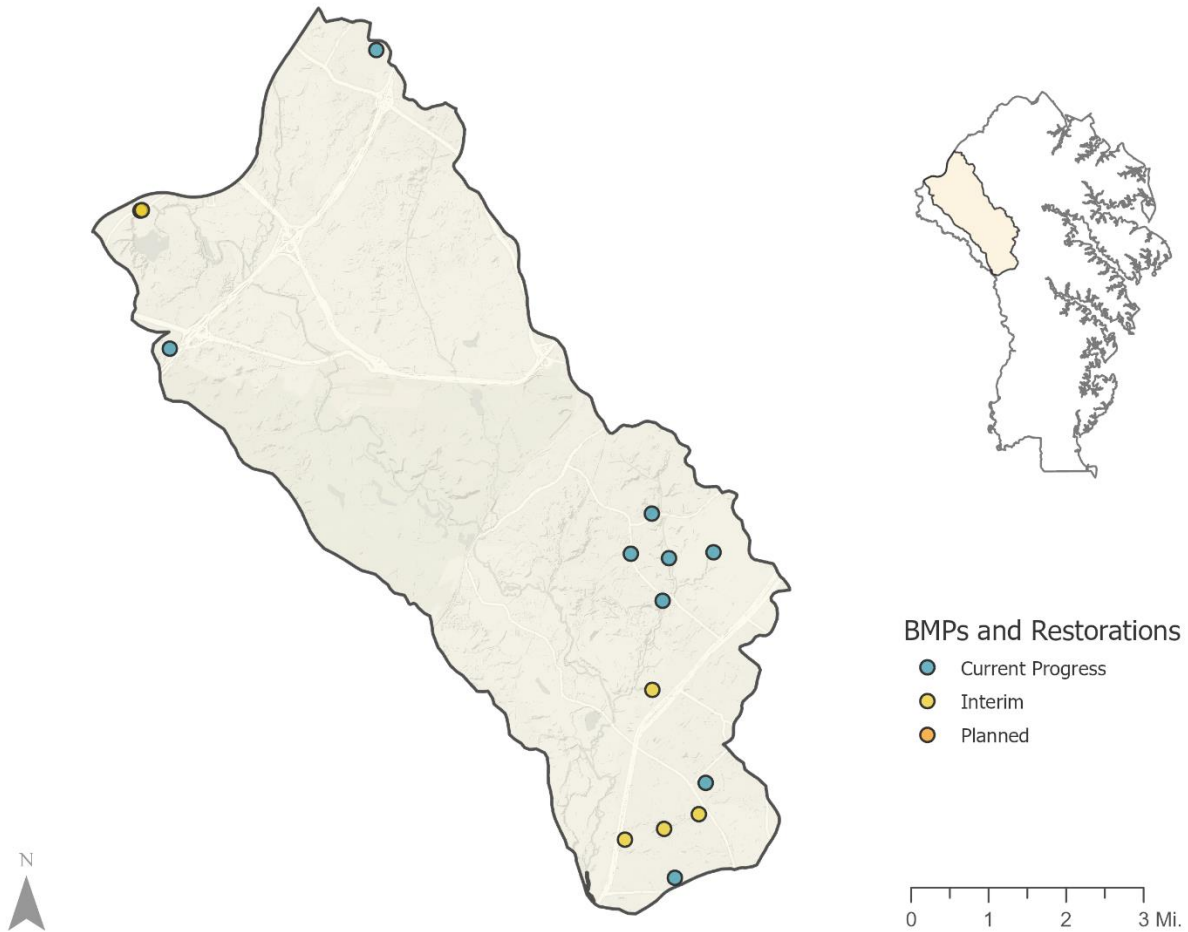 BMPs and Restorations
Current Progress
Interim
Planned
N
0 1 2 3 Mi.